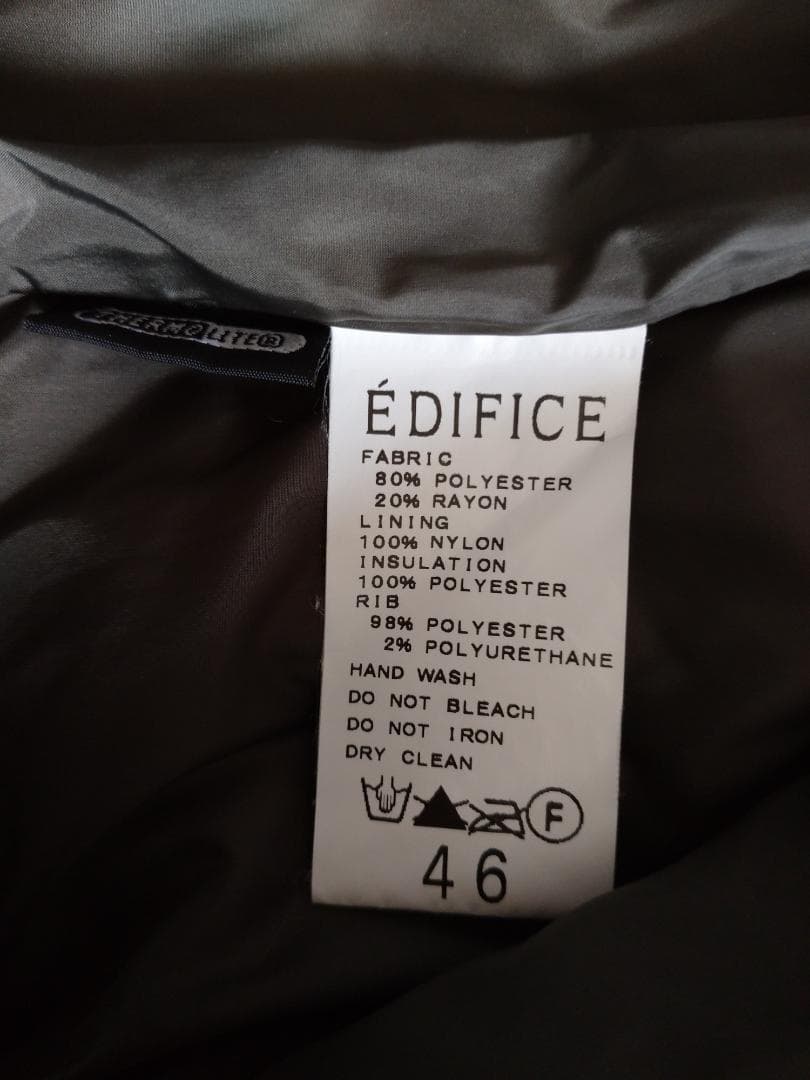 THERMOLITE®
ÉDIFICE
FABRIC
80% POLYESTER
20% RAYON
LINING
100% NYLON
INSULATION
100% POLYESTER
RIB
98% POLYESTER
2% POLYURETHANE
HAND WASH
DO NOT BLEACH
DO NOT IRON
DRY CLEAN
F
46